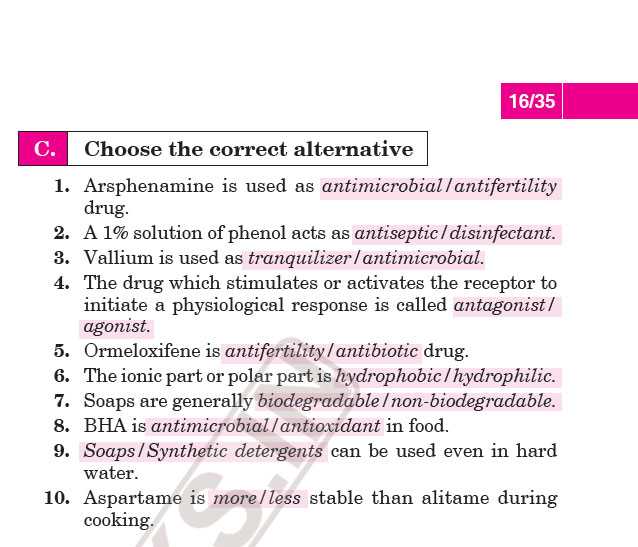 16/35
C. Choose the correct alternative
1. Arsphenamine is used as antimicrobial/antifertility
drug.
2. A 1% solution of phenol acts as antiseptic/disinfectant.
3. Vallium is used as tranquilizer/antimicrobial.
4. The drug which stimulates or activates the receptor to
initiate a physiological response is called antagonist/
agonist.
5. Ormeloxifene is antifertility/antibiotic drug.
6. The ionic part or polar part is hydrophobic/hydrophilic.
7. Soaps are generally biodegradable/non-biodegradable.
8. BHA is antimicrobial/antioxidant in food.
9. Soaps/Synthetic detergents can be used even in hard
water.
10. Aspartame is more/less stable than alitame during
cooking.